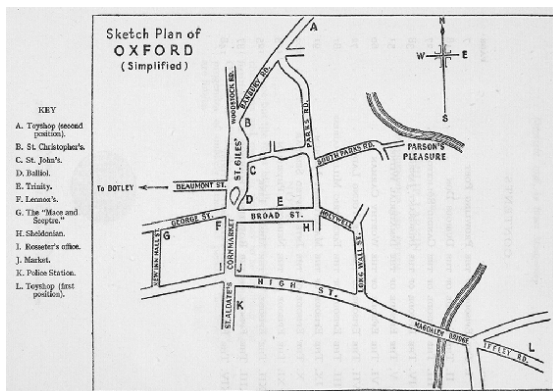 Sketch Plan of
OXFORD
(Simplified)
KEY
A. Toyshop (second
position).
B. St. Christopher's.
C. St. John's.
D. Balliol.
E. Trinity.
F. Lennox's.
G. The "Mace and
Sceptre."
H. Sheldonian.
I. Rosseter's office.
J. Market.
K. Police Station.
L. Toyshop (first
position).
A
N
W
E
S
WOODSTOCK RD.
BANBURY RD.
B
PARKS RD.
ST. GILES'
C
SOUTH PARKS RD.
PARSON'S
PLEASURE
To BOTLEY
BEAUMONT ST.
D
E
GEORGE ST.
F
BROAD ST.
H
HOLYWELL
G
NEW INN HALL ST.
CORNMARKET
LONG WALL ST.
I
J
HIGH ST.
ST. ALDATE'S
K
MAGDALEN BRIDGE
IFFLEY RD.
L